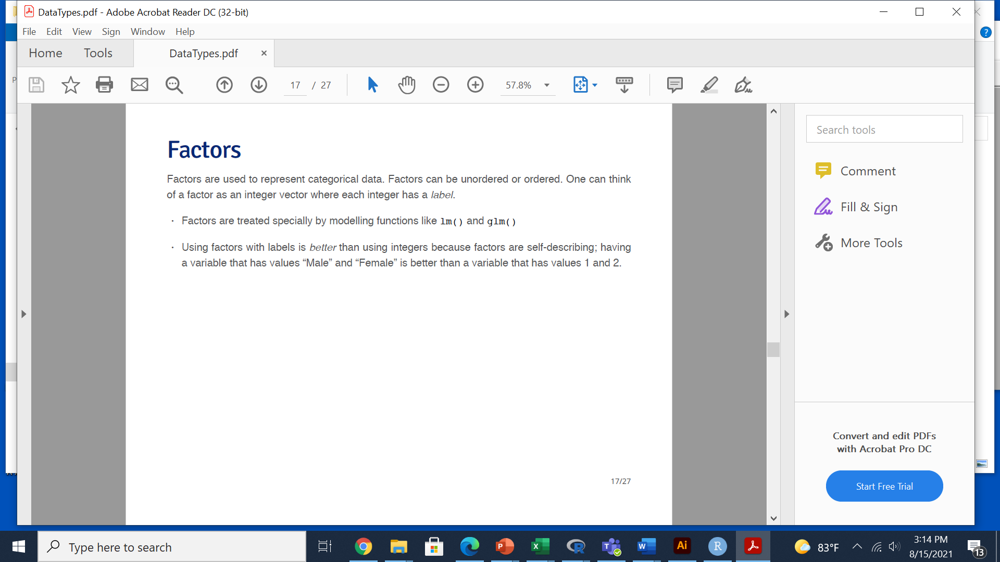 DataTypes.pdf - Adobe Acrobat Reader DC (32-bit)
File Edit View Sign Window Help
?
Home Tools DataTypes.pdf
17 / 27 57.8%
Search tools
Factors
Factors are used to represent categorical data. Factors can be unordered or ordered. One can think
of a factor as an integer vector where each integer has a label.
· Factors are treated specially by modelling functions like lm() and glm()
· Using factors with labels is better than using integers because factors are self-describing; having
a variable that has values “Male” and “Female” is better than a variable that has values 1 and 2.
17/27
Comment
Fill & Sign
More Tools
Convert and edit PDFs
with Acrobat Pro DC
Start Free Trial
Type here to search
P
X
R
T
W
Ai
R
83°F
3:14 PM
8/15/2021
13